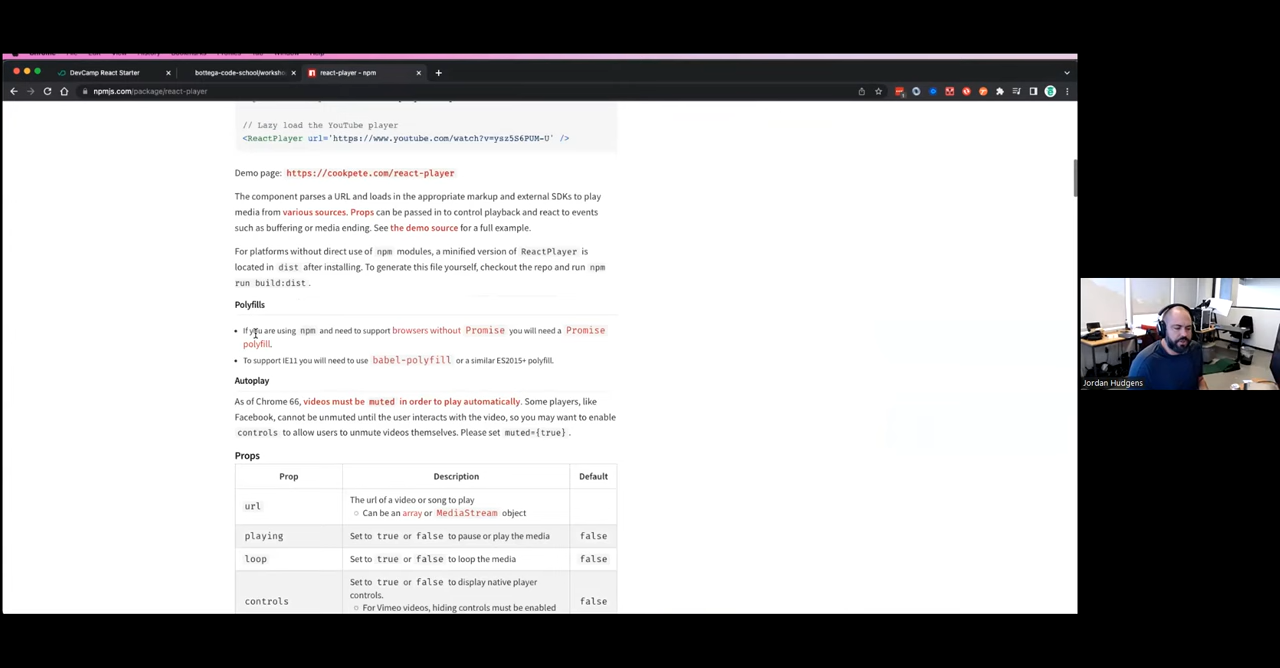 DevCamp React Starter
bottega-code-school/worksho
react-player - npm
npmjs.com/package/react-player
// Lazy load the YouTube player
<ReactPlayer url='https://www.youtube.com/watch?v=ysz5S6PUM-U' />
Demo page: https://cookpete.com/react-player
The component parses a URL and loads in the appropriate markup and external SDKs to play
media from various sources. Props can be passed in to control playback and react to events
such as buffering or media ending. See the demo source for a full example.
For platforms without direct use of npm modules, a minified version of ReactPlayer is
located in dist after installing. To generate this file yourself, checkout the repo and run npm
run build:dist .
Polyfills
• If you are using npm and need to support browsers without Promise you will need a Promise
polyfill.
• To support IE11 you will need to use babel-polyfill or a similar ES2015+ polyfill.
Autoplay
As of Chrome 66, videos must be muted in order to play automatically. Some players, like
Facebook, cannot be unmuted until the user interacts with the video, so you may want to enable
controls to allow users to unmute videos themselves. Please set muted={true} .
Props
Prop Description Default
url
The url of a video or song to play
○ Can be an array or MediaStream object
playing Set to true or false to pause or play the media false
loop Set to true or false to loop the media false
controls
Set to true or false to display native player
controls.
○ For Vimeo videos, hiding controls must be enabled
false
Jordan Hudgens